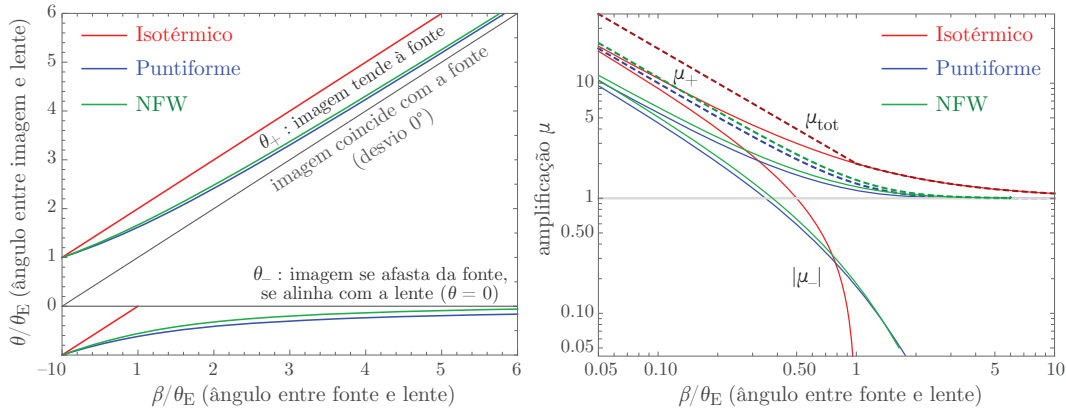 θ/θE (ângulo entre imagem e lente)
6
5
4
3
2
1
0
−1
Isotérmico
Puntiforme
NFW
θ+ : imagem tende à fonte
imagem coincide com a fonte
(desvio 0°)
θ− : imagem se afasta da fonte,
se alinha com a lente (θ = 0)
0 1 2 3 4 5 6
β/θE (ângulo entre fonte e lente)
amplificação μ
10
5
1
0.50
0.10
0.05
μ+
μtot
|μ−|
Isotérmico
Puntiforme
NFW
0.05 0.10 0.50 1 5 10
β/θE (ângulo entre fonte e lente)